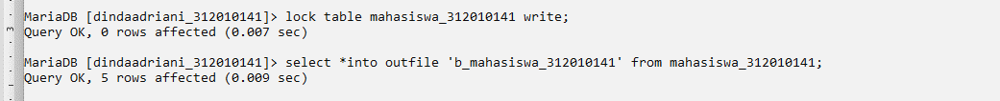 MariaDB [dindaadriani_312010141]> lock table mahasiswa_312010141 write;
Query OK, 0 rows affected (0.007 sec)
MariaDB [dindaadriani_312010141]> select *into outfile 'b_mahasiswa_312010141' from mahasiswa_312010141;
Query OK, 5 rows affected (0.009 sec)